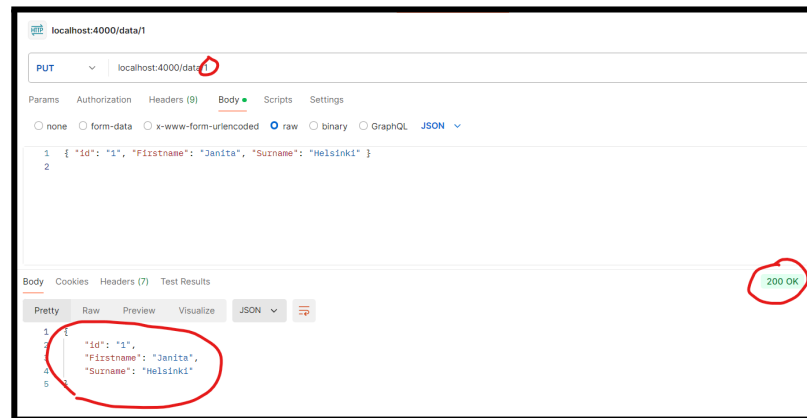 HTTP localhost:4000/data/1
PUT localhost:4000/data/1
Params Authorization Headers (9) Body Scripts Settings
none form-data x-www-form-urlencoded raw binary GraphQL JSON
1 { "id": "1", "Firstname": "Janita", "Surname": "Helsinki" }
2
Body Cookies Headers (7) Test Results 200 OK
Pretty Raw Preview Visualize JSON
1 {
2 "id": "1",
3 "Firstname": "Janita",
4 "Surname": "Helsinki"
5 }